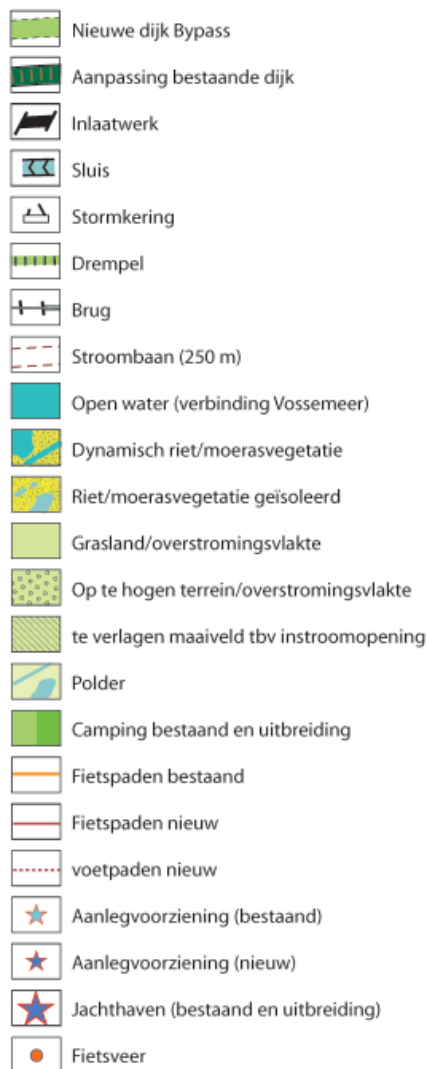 Nieuwe dijk Bypass
Aanpassing bestaande dijk
Inlaatwerk
Sluis
Stormkering
Drempel
Brug
Stroombaan (250 m)
Open water (verbinding Vossemeer)
Dynamisch riet/moerasvegetatie
Riet/moerasvegetatie geïsoleerd
Grasland/overstromingsvlakte
Op te hogen terrein/overstromingsvlakte
te verlagen maaiveld tbv instroomopening
Polder
Camping bestaand en uitbreiding
Fietspaden bestaand
Fietspaden nieuw
voetpaden nieuw
Aanlegvoorziening (bestaand)
Aanlegvoorziening (nieuw)
Jachthaven (bestaand en uitbreiding)
Fietsveer